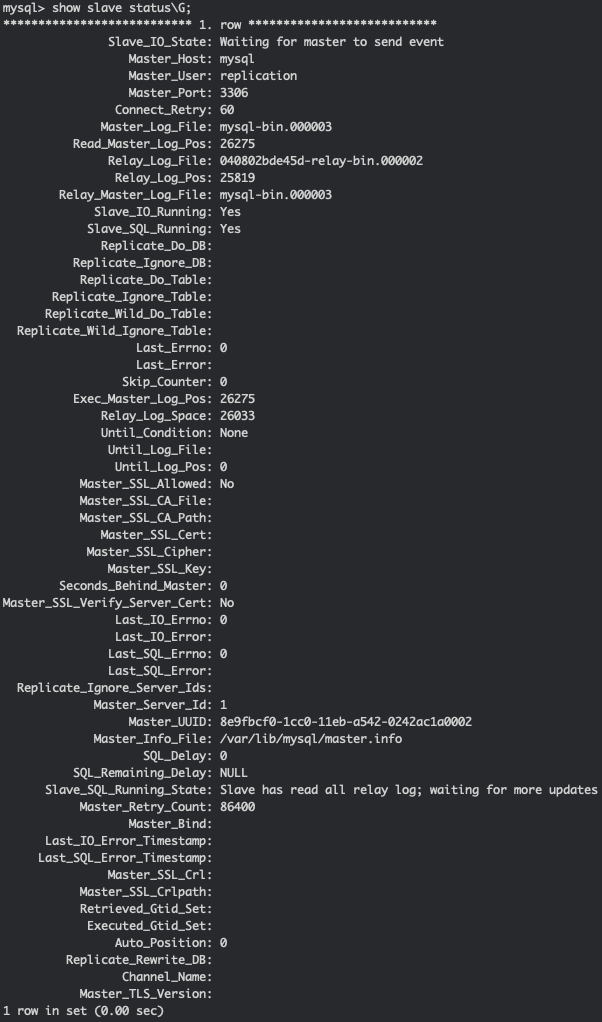 mysql> show slave status\G;
*************************** 1. row ***************************
Slave_IO_State: Waiting for master to send event
Master_Host: mysql
Master_User: replication
Master_Port: 3306
Connect_Retry: 60
Master_Log_File: mysql-bin.000003
Read_Master_Log_Pos: 26275
Relay_Log_File: 040802bde45d-relay-bin.000002
Relay_Log_Pos: 25819
Relay_Master_Log_File: mysql-bin.000003
Slave_IO_Running: Yes
Slave_SQL_Running: Yes
Replicate_Do_DB:
Replicate_Ignore_DB:
Replicate_Do_Table:
Replicate_Ignore_Table:
Replicate_Wild_Do_Table:
Replicate_Wild_Ignore_Table:
Last_Errno: 0
Last_Error:
Skip_Counter: 0
Exec_Master_Log_Pos: 26275
Relay_Log_Space: 26033
Until_Condition: None
Until_Log_File:
Until_Log_Pos: 0
Master_SSL_Allowed: No
Master_SSL_CA_File:
Master_SSL_CA_Path:
Master_SSL_Cert:
Master_SSL_Cipher:
Master_SSL_Key:
Seconds_Behind_Master: 0
Master_SSL_Verify_Server_Cert: No
Last_IO_Errno: 0
Last_IO_Error:
Last_SQL_Errno: 0
Last_SQL_Error:
Replicate_Ignore_Server_Ids:
Master_Server_Id: 1
Master_UUID: 8e9fbcf0-1cc0-11eb-a542-0242ac1a0002
Master_Info_File: /var/lib/mysql/master.info
SQL_Delay: 0
SQL_Remaining_Delay: NULL
Slave_SQL_Running_State: Slave has read all relay log; waiting for more updates
Master_Retry_Count: 86400
Master_Bind:
Last_IO_Error_Timestamp:
Last_SQL_Error_Timestamp:
Master_SSL_Crl:
Master_SSL_Crlpath:
Retrieved_Gtid_Set:
Executed_Gtid_Set:
Auto_Position: 0
Replicate_Rewrite_DB:
Channel_Name:
Master_TLS_Version:
1 row in set (0.00 sec)